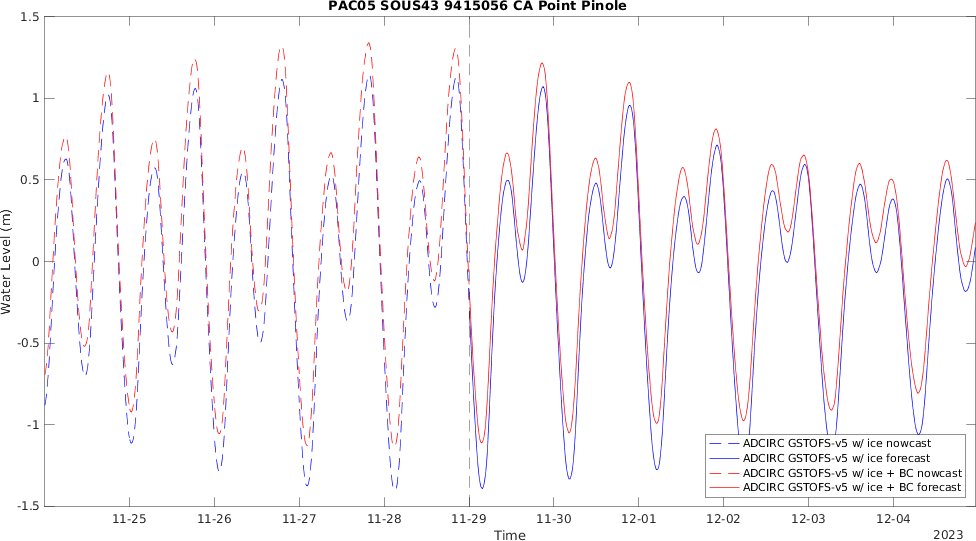 PAC05 SOUS43 9415056 CA Point Pinole
1.5
1
0.5
0
-0.5
-1
-1.5
Water Level (m)
11-25 11-26 11-27 11-28 11-29 11-30 12-01 12-02 12-03 12-04
Time
2023
ADCIRC GSTOFS-v5 w/ ice nowcast
ADCIRC GSTOFS-v5 w/ ice forecast
ADCIRC GSTOFS-v5 w/ ice + BC nowcast
ADCIRC GSTOFS-v5 w/ ice + BC forecast